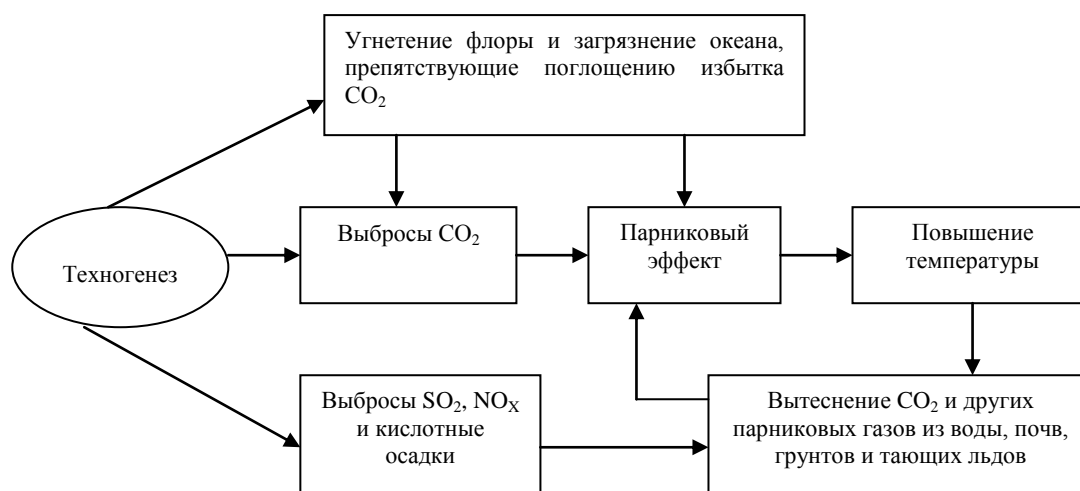 Угнетение флоры и загрязнение океана,
препятствующие поглощению избытка
CO₂
Техногенез
Выбросы CO₂
Парниковый
эффект
Повышение
температуры
Выбросы SO₂, NOX
и кислотные
осадки
Вытеснение CO₂ и других
парниковых газов из воды, почв,
грунтов и тающих льдов